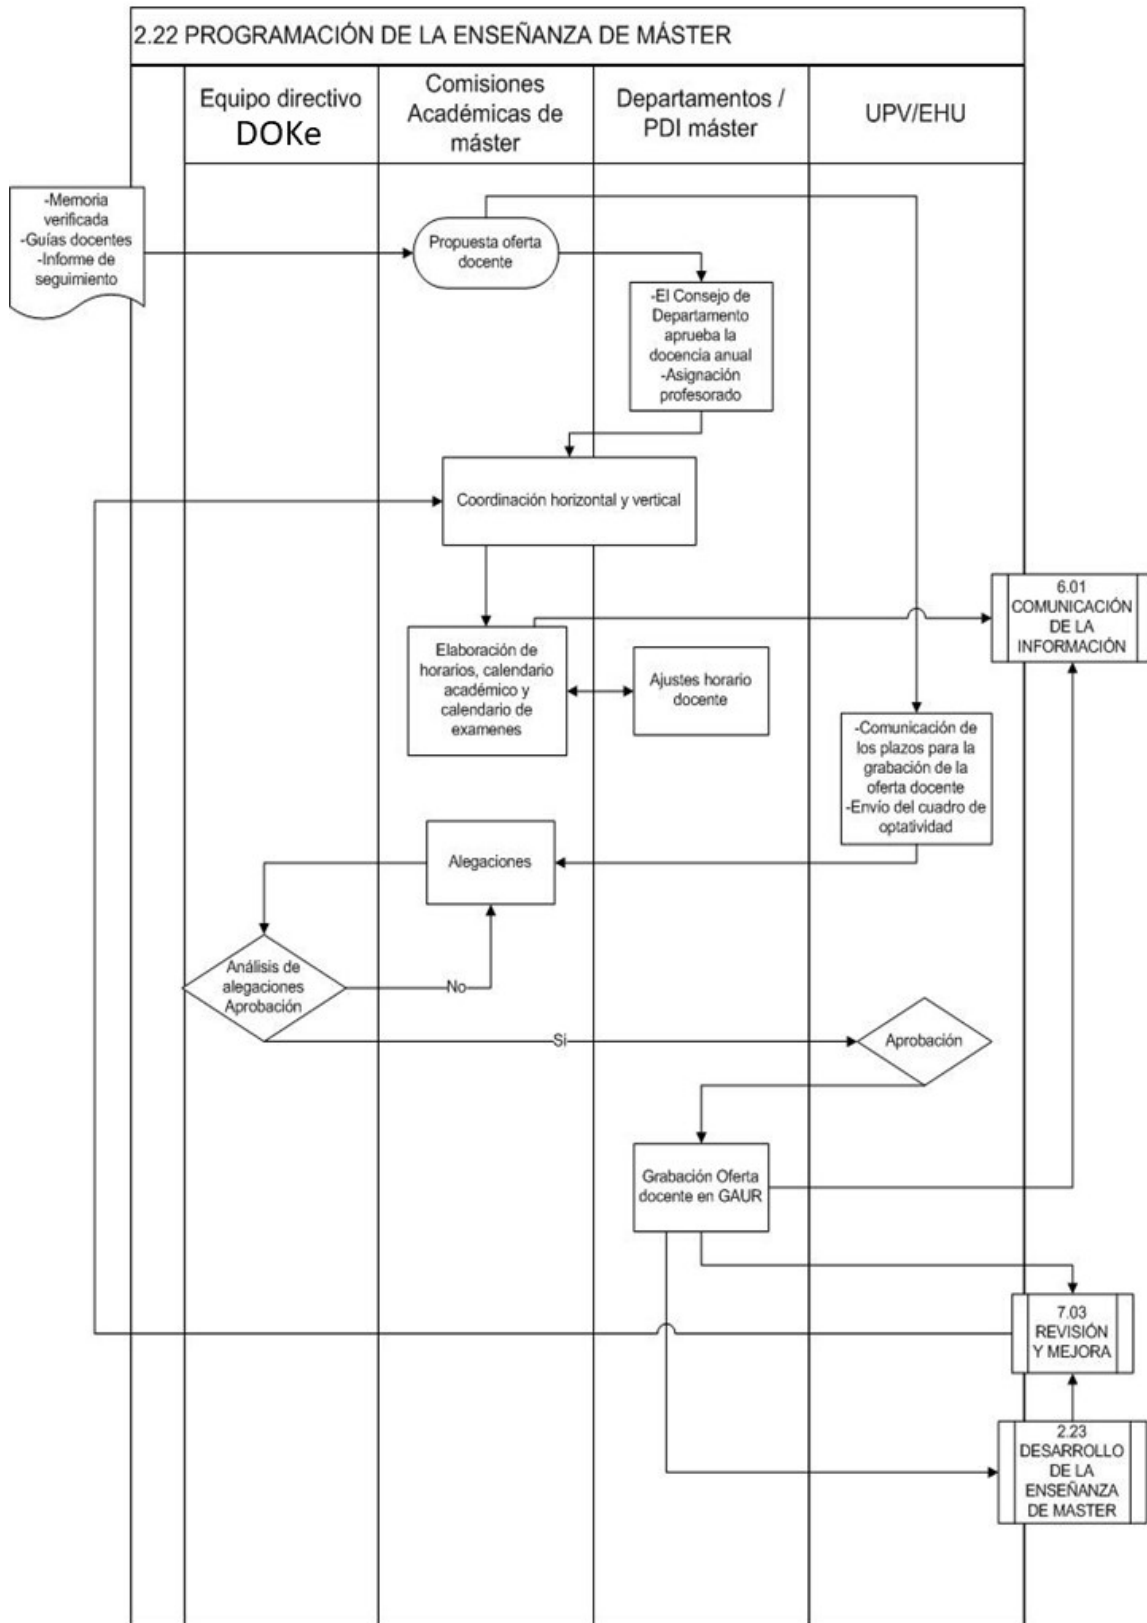 2.22 PROGRAMACIÓN DE LA ENSEÑANZA DE MÁSTER
Equipo directivo
DOKe
Comisiones
Académicas de
máster
Departamentos /
PDI máster
UPV/EHU
-Memoria
verificada
-Guías docentes
-Informe de
seguimiento
Propuesta oferta
docente
-El Consejo de
Departamento
aprueba la
docencia anual
-Asignación
profesorado
Coordinación horizontal y vertical
6.01
COMUNICACIÓN
DE LA
INFORMACIÓN
Elaboración de
horarios, calendario
académico y
calendario de
examenes
Ajustes horario
docente
-Comunicación de
los plazos para la
grabación de la
oferta docente
-Envío del cuadro de
optatividad
Alegaciones
Análisis de
alegaciones
Aprobación
No
Sí
Aprobación
Grabación Oferta
docente en GAUR
7.03
REVISIÓN
Y MEJORA
2.23
DESARROLLO
DE LA
ENSEÑANZA
DE MASTER